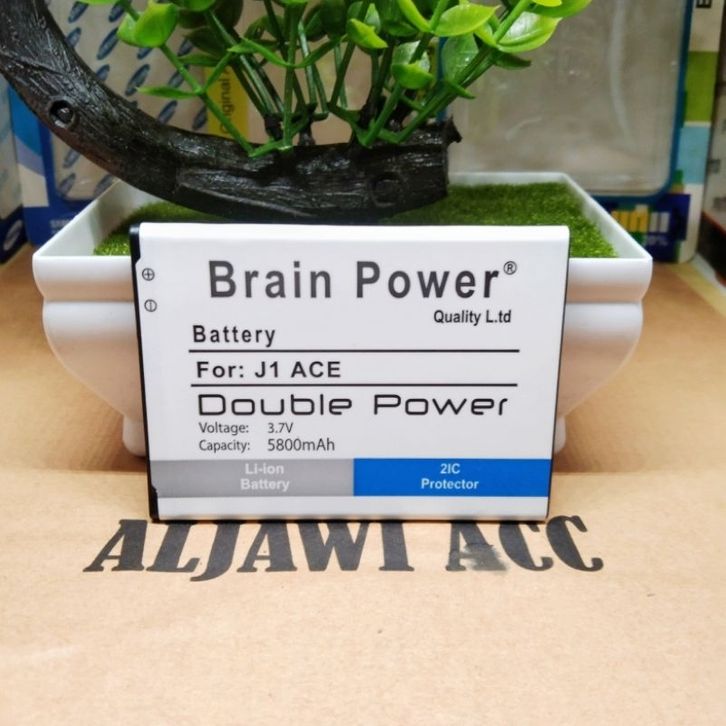 Brain Power®
Quality L.td
Battery
For: J1 ACE
Double Power
Voltage: 3.7V
Capacity: 5800mAh
Li-ion
Battery
2IC
Protector
ALJAWI ACC